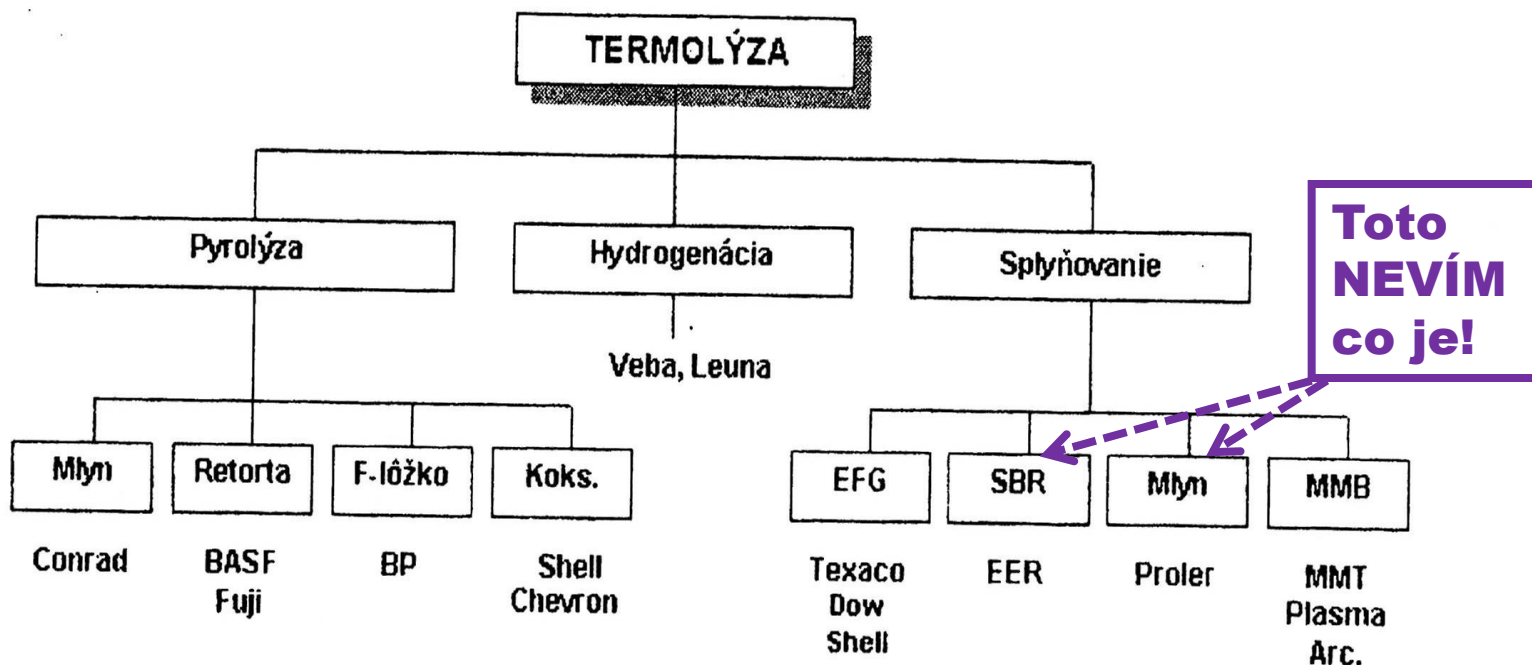 TERMOLÝZA
Pyrolýza
Hydrogenácia
Splyňovanie
Toto
NEVÍM
co je!
Veba, Leuna
Mlyn
Retorta
F-lôžko
Koks.
EFG
SBR
Mlyn
MMB
Conrad
BASF
Fuji
BP
Shell
Chevron
Texaco
Dow
Shell
EER
Proler
MMT
Plasma
Arc.